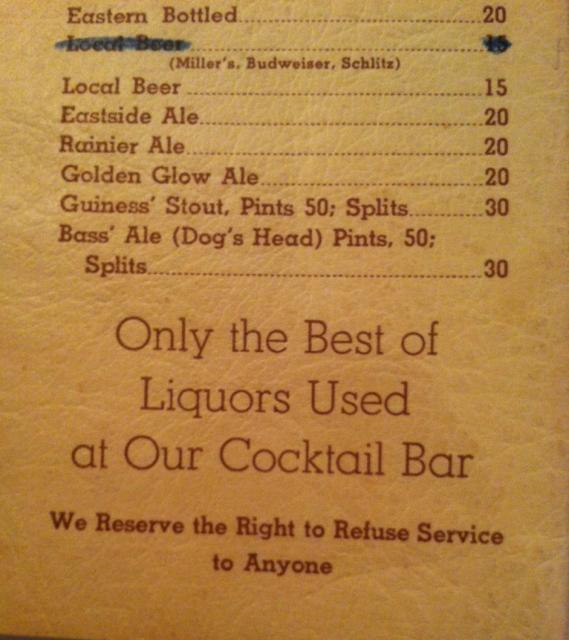 Eastern Bottled 20
Local Beer 15
(Miller's, Budweiser, Schlitz)
Local Beer 15
Eastside Ale 20
Rainier Ale 20
Golden Glow Ale 20
Guiness' Stout, Pints 50; Splits 30
Bass' Ale (Dog's Head) Pints, 50;
Splits 30
Only the Best of
Liquors Used
at Our Cocktail Bar
We Reserve the Right to Refuse Service
to Anyone